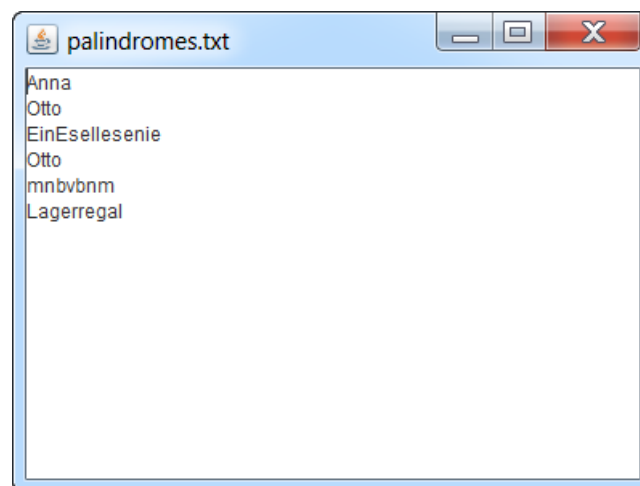 palindromes.txt
Anna
Otto
EinEsellesenie
Otto
mnbvbnm
Lagerregal